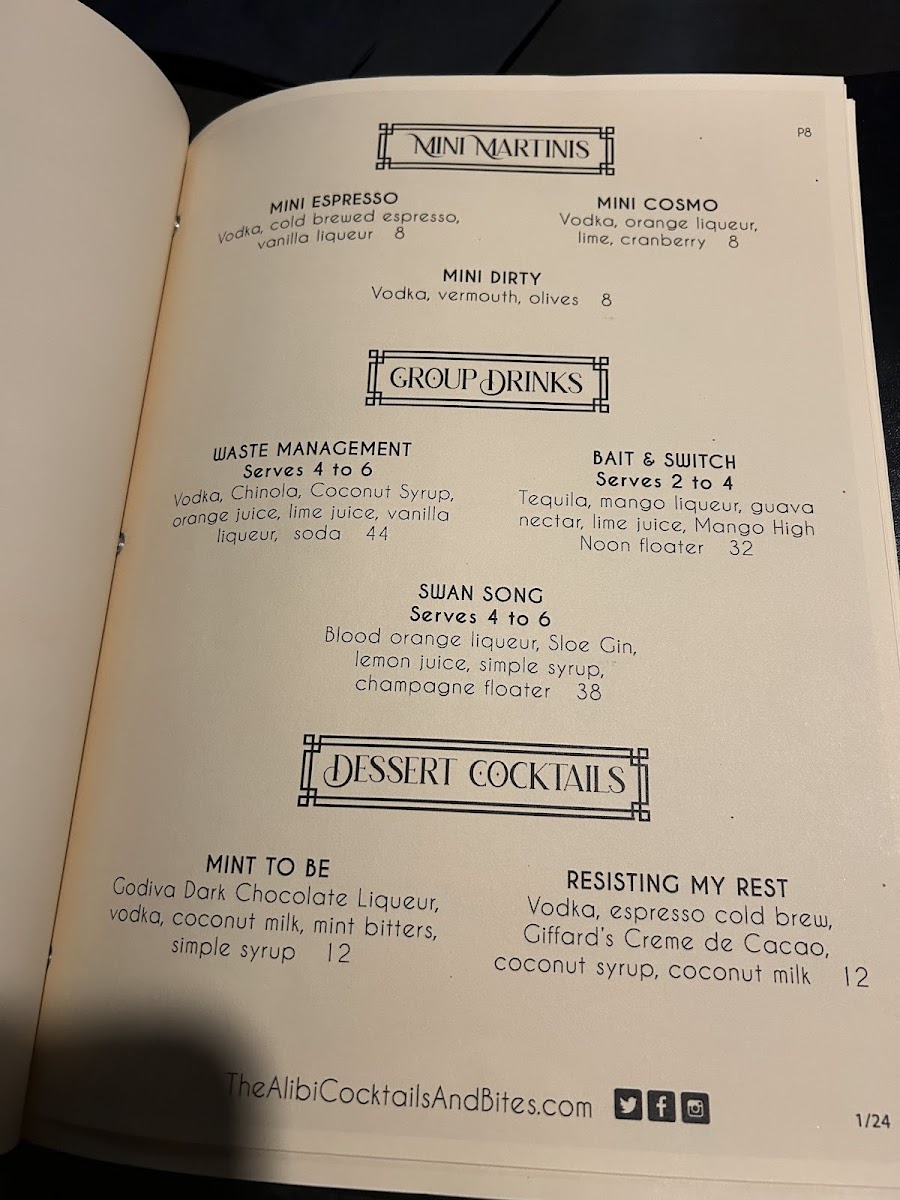 P8
MINI MARTINIS
MINI ESPRESSO
Vodka, cold brewed espresso,
vanilla liqueur 8
MINI COSMO
Vodka, orange liqueur,
lime, cranberry 8
MINI DIRTY
Vodka, vermouth, olives 8
GROUP DRINKS
WASTE MANAGEMENT
Serves 4 to 6
Vodka, Chinola, Coconut Syrup,
orange juice, lime juice, vanilla
liqueur, soda 44
BAIT & SWITCH
Serves 2 to 4
Tequila, mango liqueur, guava
nectar, lime juice, Mango High
Noon floater 32
SWAN SONG
Serves 4 to 6
Blood orange liqueur, Sloe Gin,
lemon juice, simple syrup,
champagne floater 38
DESSERT COCKTAILS
MINT TO BE
Godiva Dark Chocolate Liqueur,
vodka, coconut milk, mint bitters,
simple syrup 12
RESISTING MY REST
Vodka, espresso cold brew,
Giffard's Creme de Cacao,
coconut syrup, coconut milk 12
TheAlibiCocktailsAndBites.com
1/24